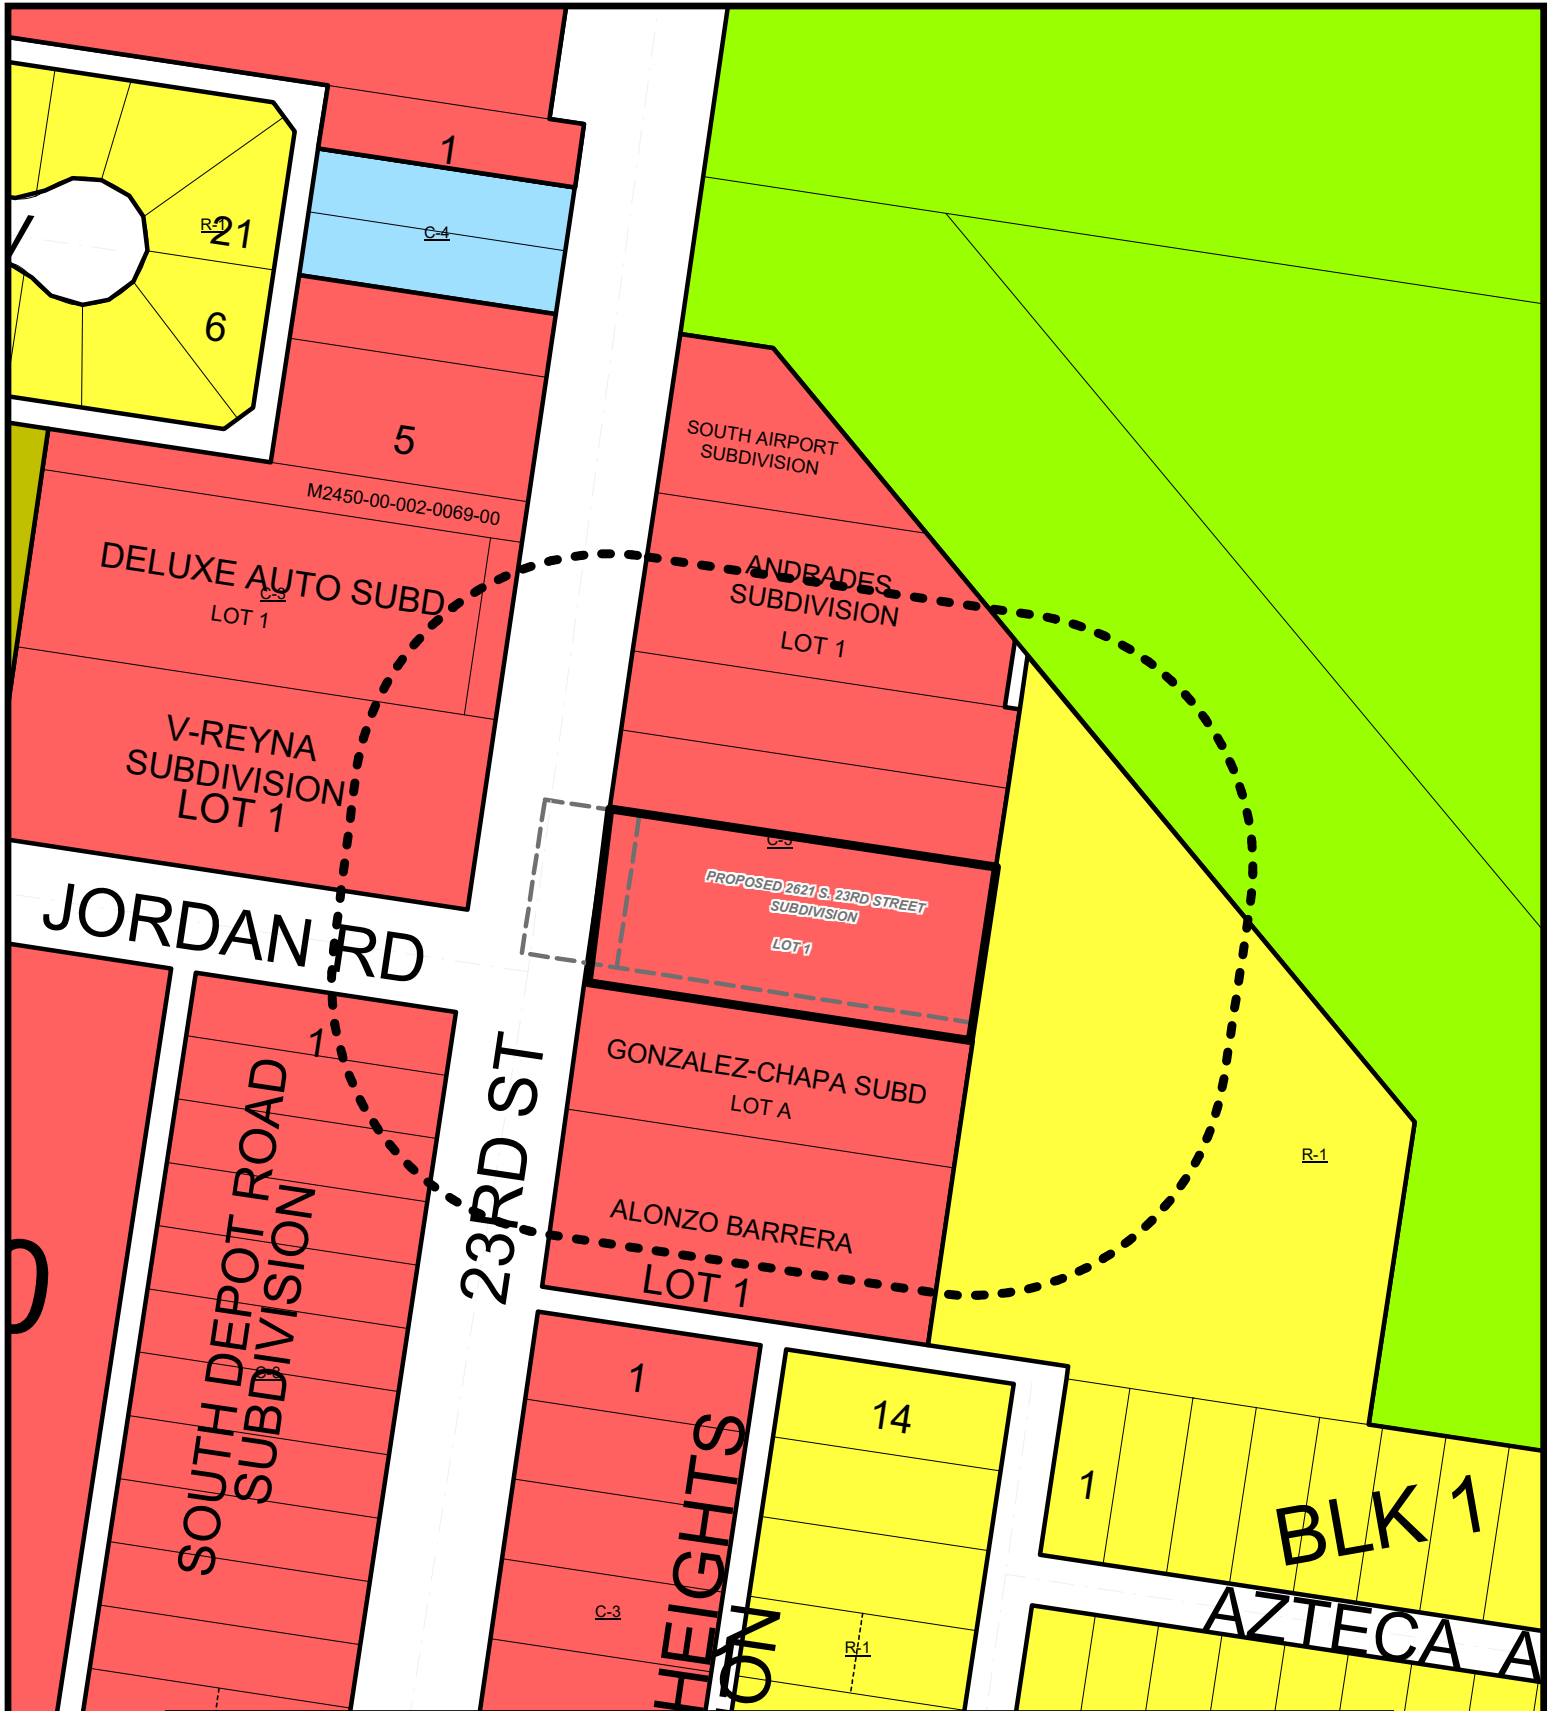 1
R-1
21
C-4
6
5
SOUTH AIRPORT
SUBDIVISION
M2450-00-002-0069-00
DELUXE AUTO SUBD
C-3
LOT 1
ANDRADES
SUBDIVISION
LOT 1
V-REYNA
SUBDIVISION
LOT 1
C-3
PROPOSED 2621 S. 23RD STREET
SUBDIVISION
LOT 1
JORDAN RD
1
GONZALEZ-CHAPA SUBD
LOT A
23RD ST
R-1
SOUTH DEPOT ROAD
SUBDIVISION
C-3
ALONZO BARRERA
LOT 1
0
1
14
1
BLK 1
HEIGHTS
C-3
R-1
AZTECA A